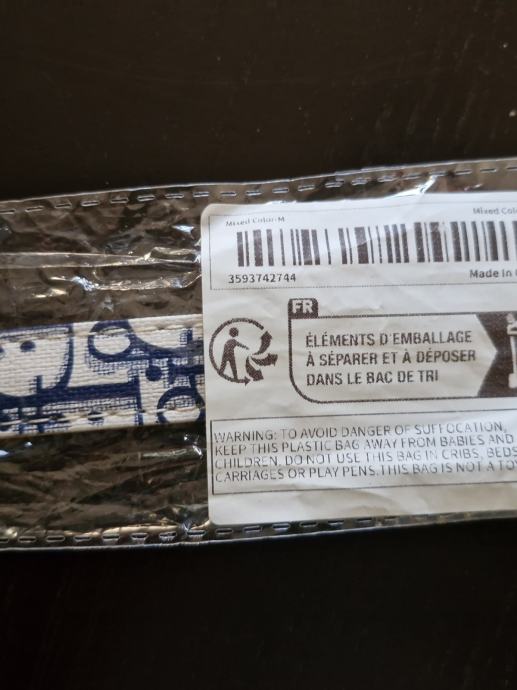 Mixed Color-M
Mixed Colo
3593742744
Made In
FR
ÉLÉMENTS D'EMBALLAGE
À SÉPARER ET À DÉPOSER
DANS LE BAC DE TRI
WARNING: TO AVOID DANGER OF SUFFOCATION,
KEEP THIS PLASTIC BAG AWAY FROM BABIES AND
CHILDREN. DO NOT USE THIS BAG IN CRIBS, BEDS
CARRIAGES OR PLAY PENS.THIS BAG IS NOT A TOY